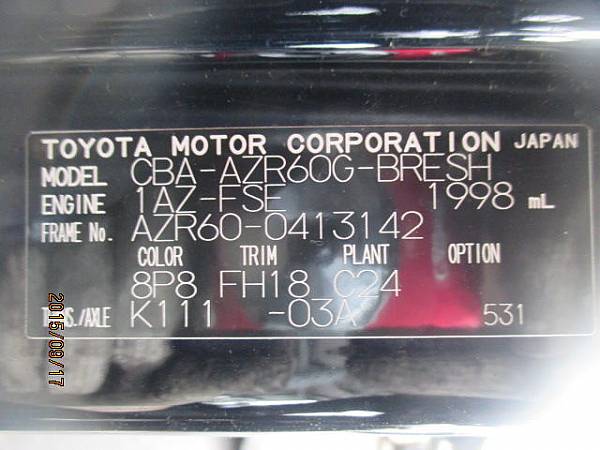 TOYOTA MOTOR CORPORATION JAPAN
MODEL CBA-AZR60G-BRESH
ENGINE 1AZ-FSE 1998 mL
FRAME No. AZR60-0413142
COLOR TRIM PLANT OPTION
8P8 FH18 C24
K111 -03A 531
2015/09/17